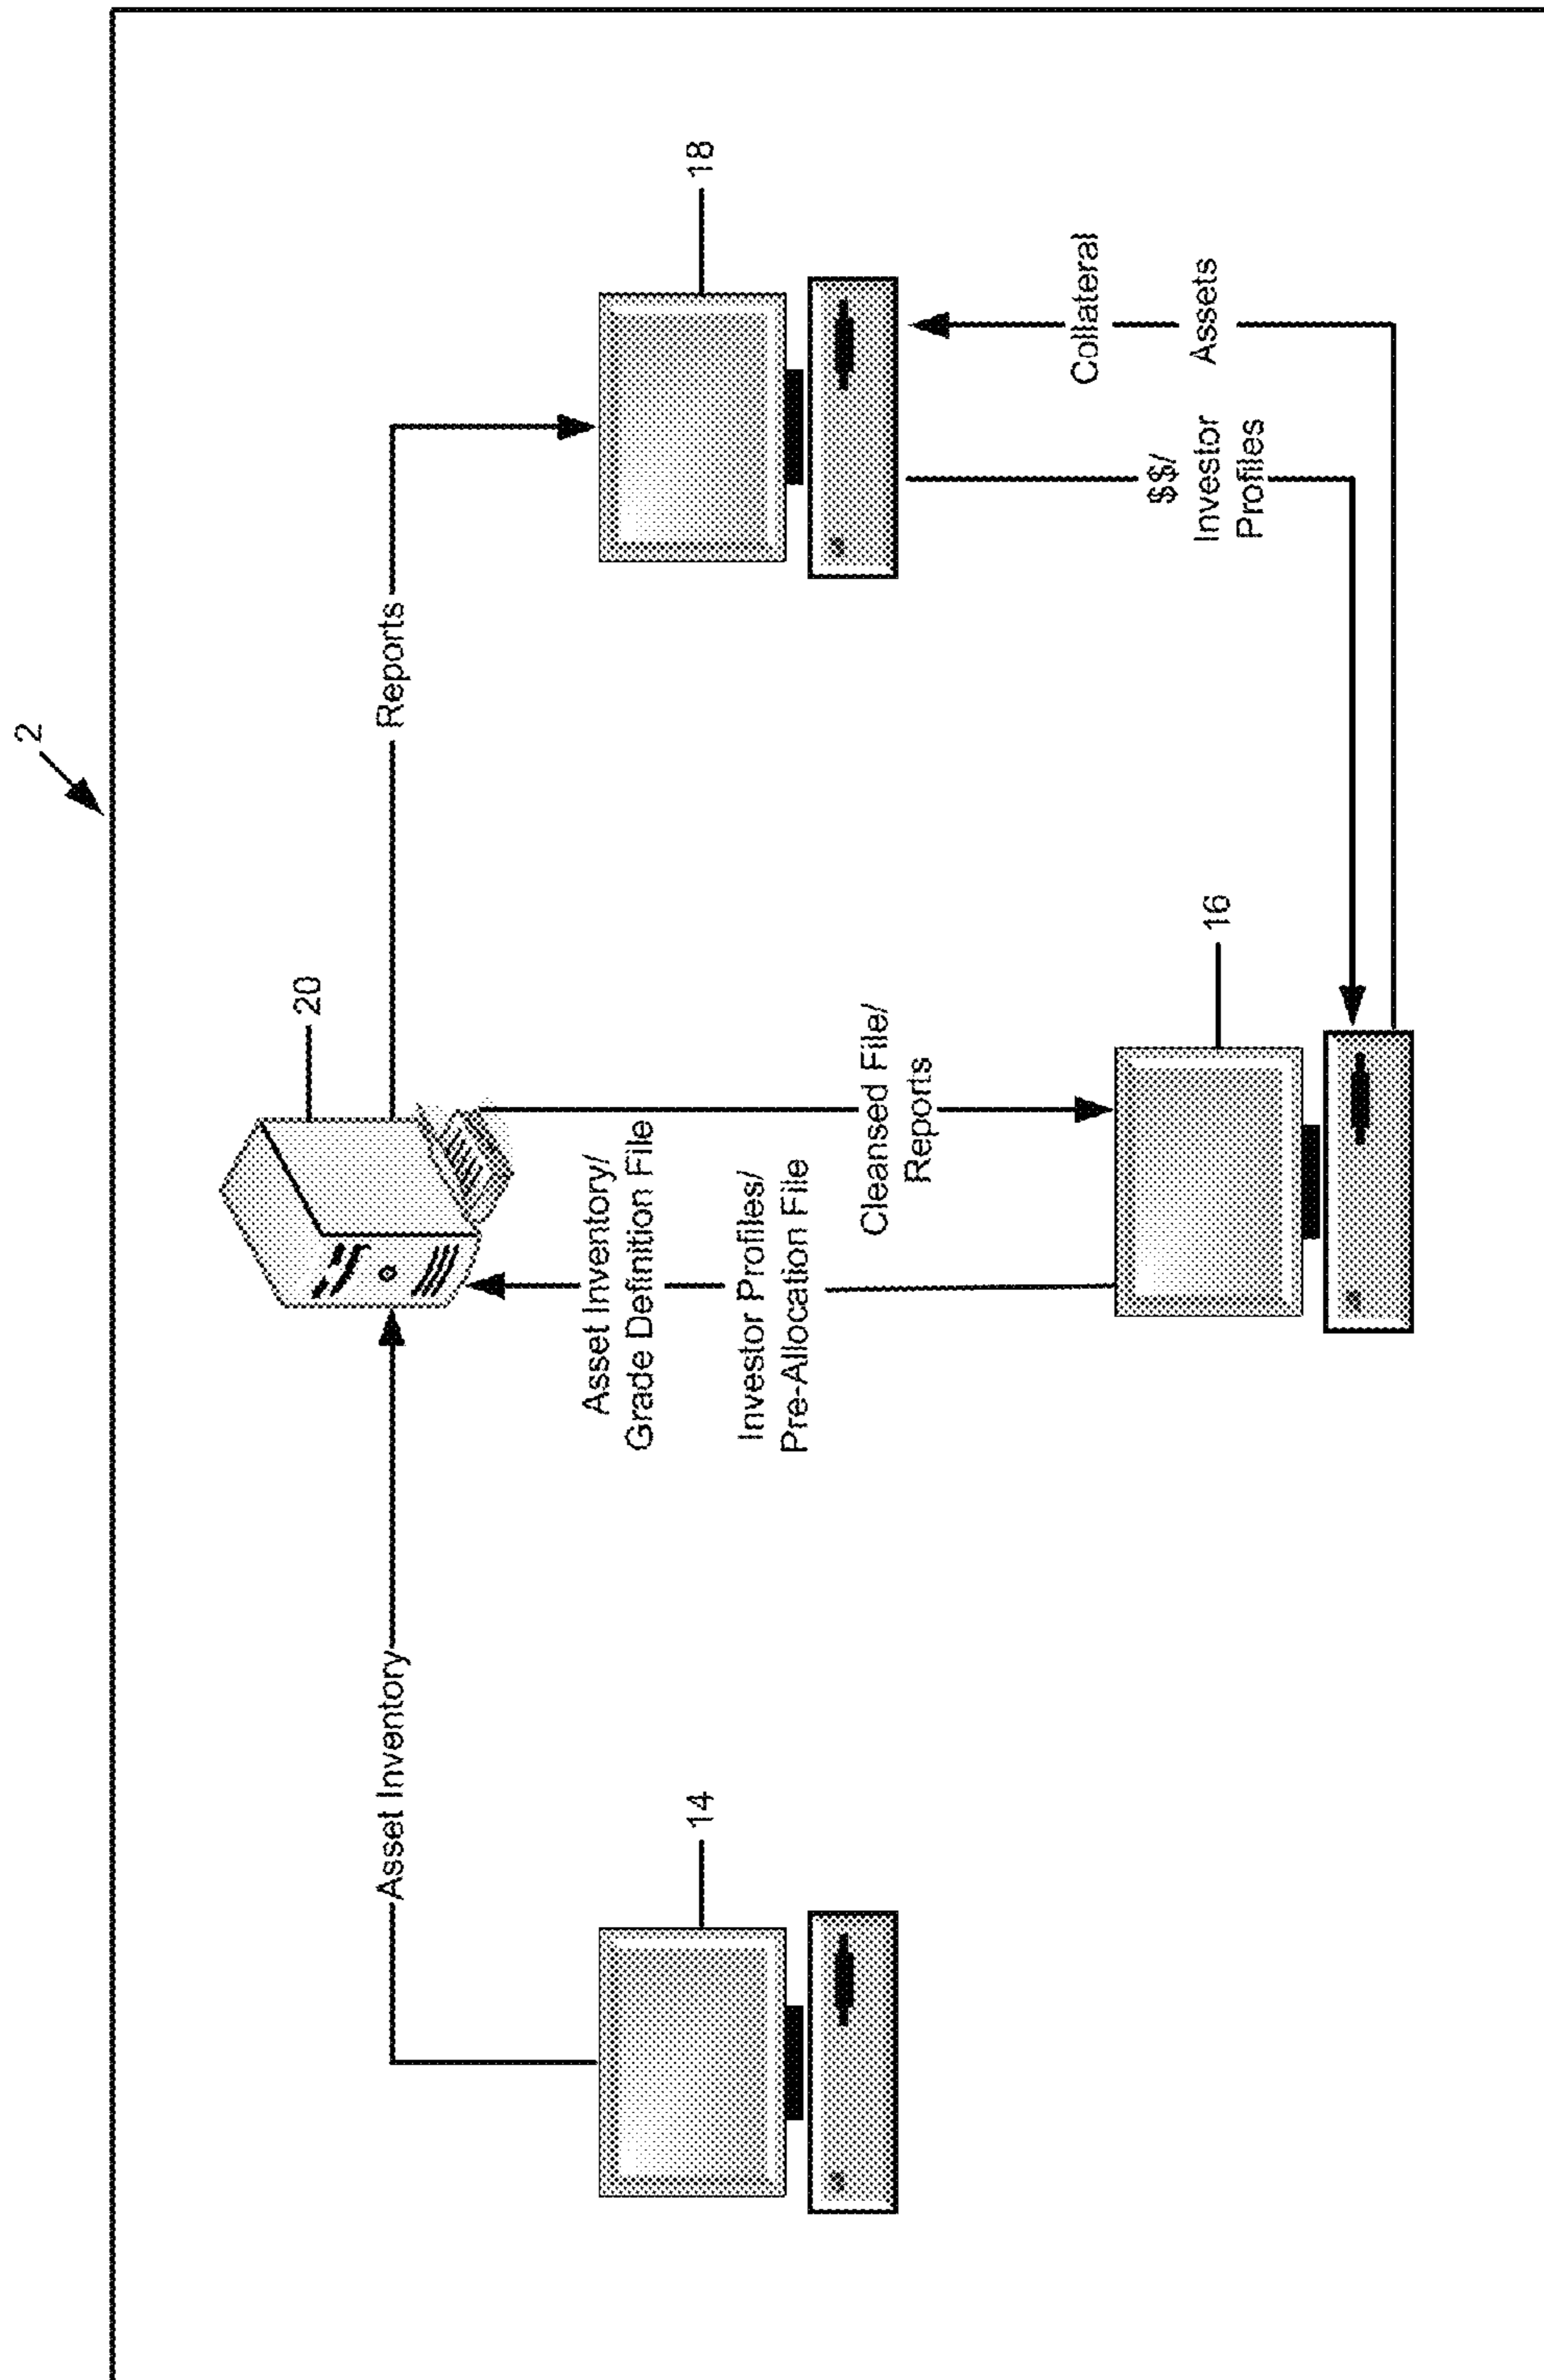 2
20
Asset Inventory
Reports
14
18
Asset Inventory/
Grade Definition File
Investor Profiles/
Pre-Allocation File
Cleansed File/
Reports
16
$$/
Investor
Profiles
Collateral
Assets